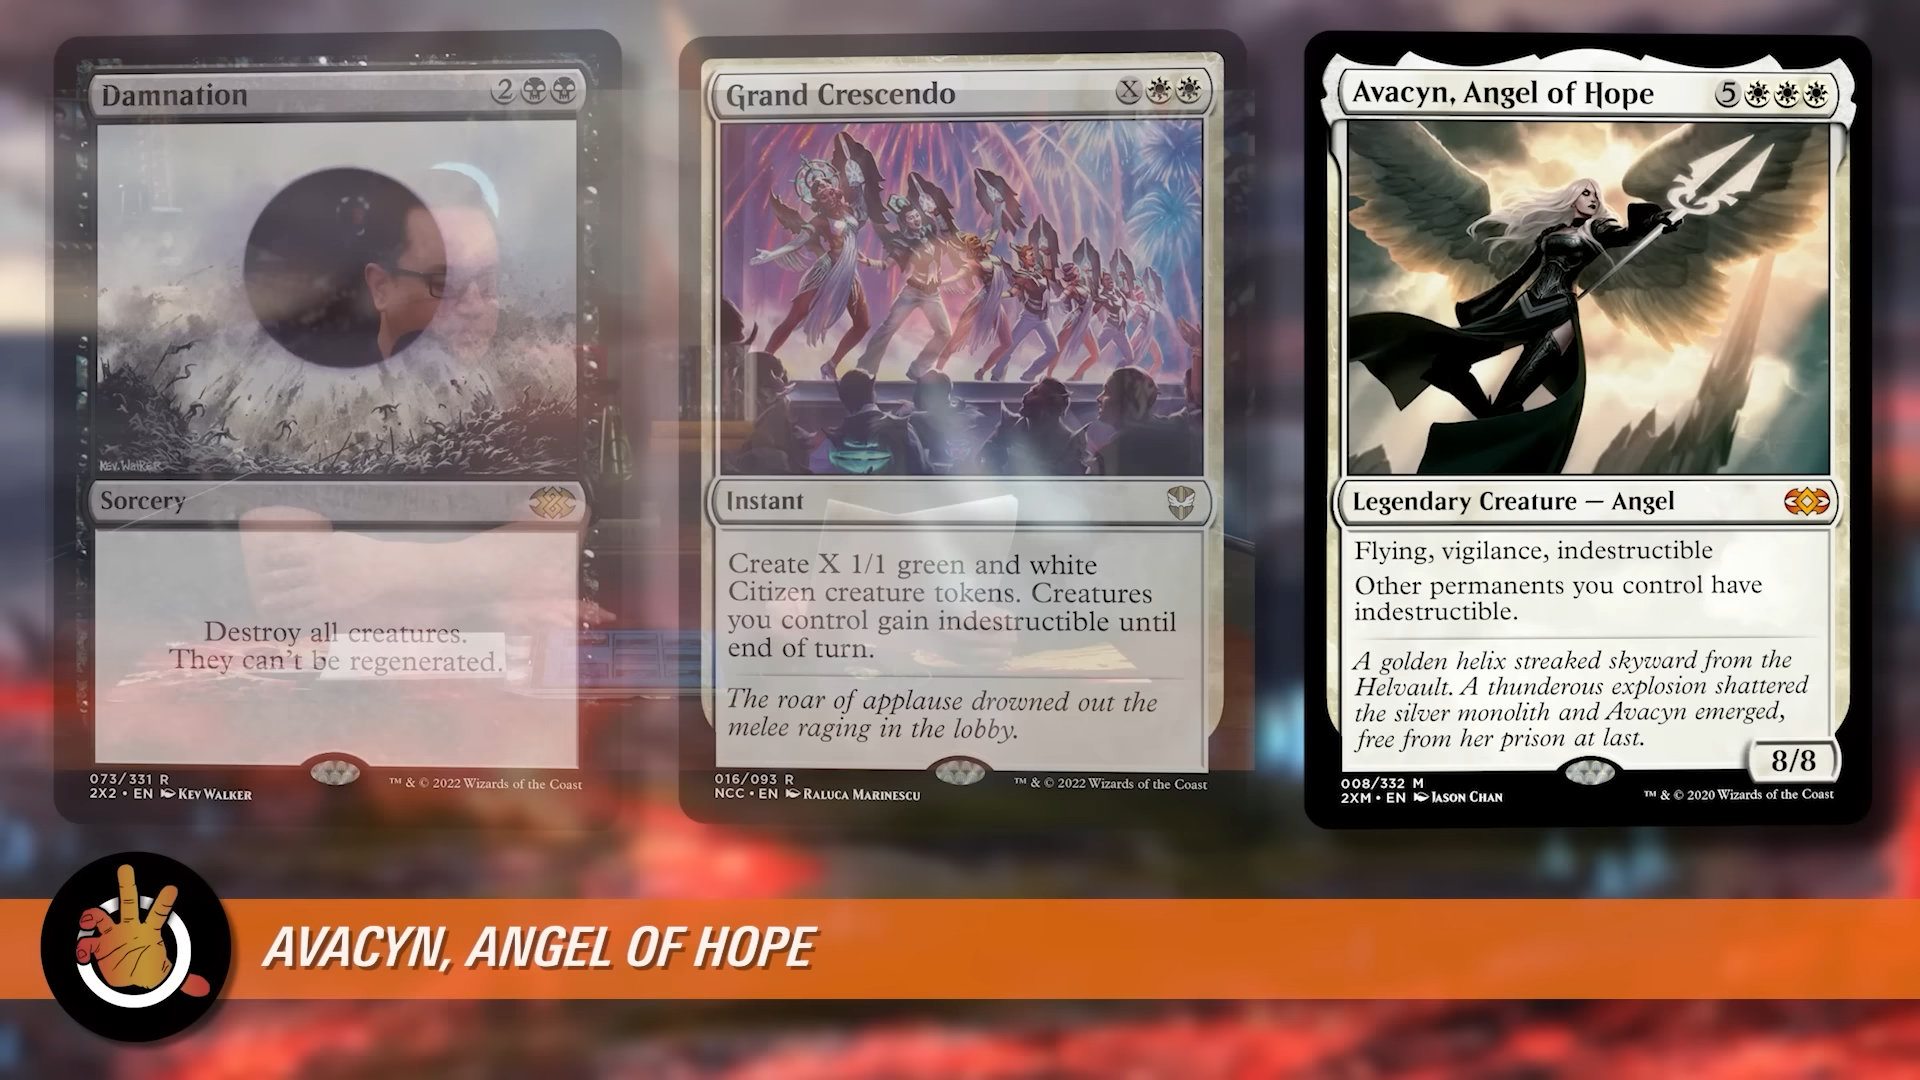 Damnation
2
Kev. Walker
Sorcery
Destroy all creatures.
They can't be regenerated.
073/331 R
2X2 • EN Kev Walker
™ & © 2022 Wizards of the Coast
Grand Crescendo
X
Instant
Create X 1/1 green and white
Citizen creature tokens. Creatures
you control gain indestructible until
end of turn.
The roar of applause drowned out the
melee raging in the lobby.
016/093 R
NCC • EN Raluca Marinescu
™ & © 2022 Wizards of the Coast
Avacyn, Angel of Hope
5
Legendary Creature — Angel
Flying, vigilance, indestructible
Other permanents you control have
indestructible.
A golden helix streaked skyward from the
Helvault. A thunderous explosion shattered
the silver monolith and Avacyn emerged,
free from her prison at last.
8/8
008/332 M
2XM • EN Jason Chan
™ & © 2020 Wizards of the Coast
AVACYN, ANGEL OF HOPE